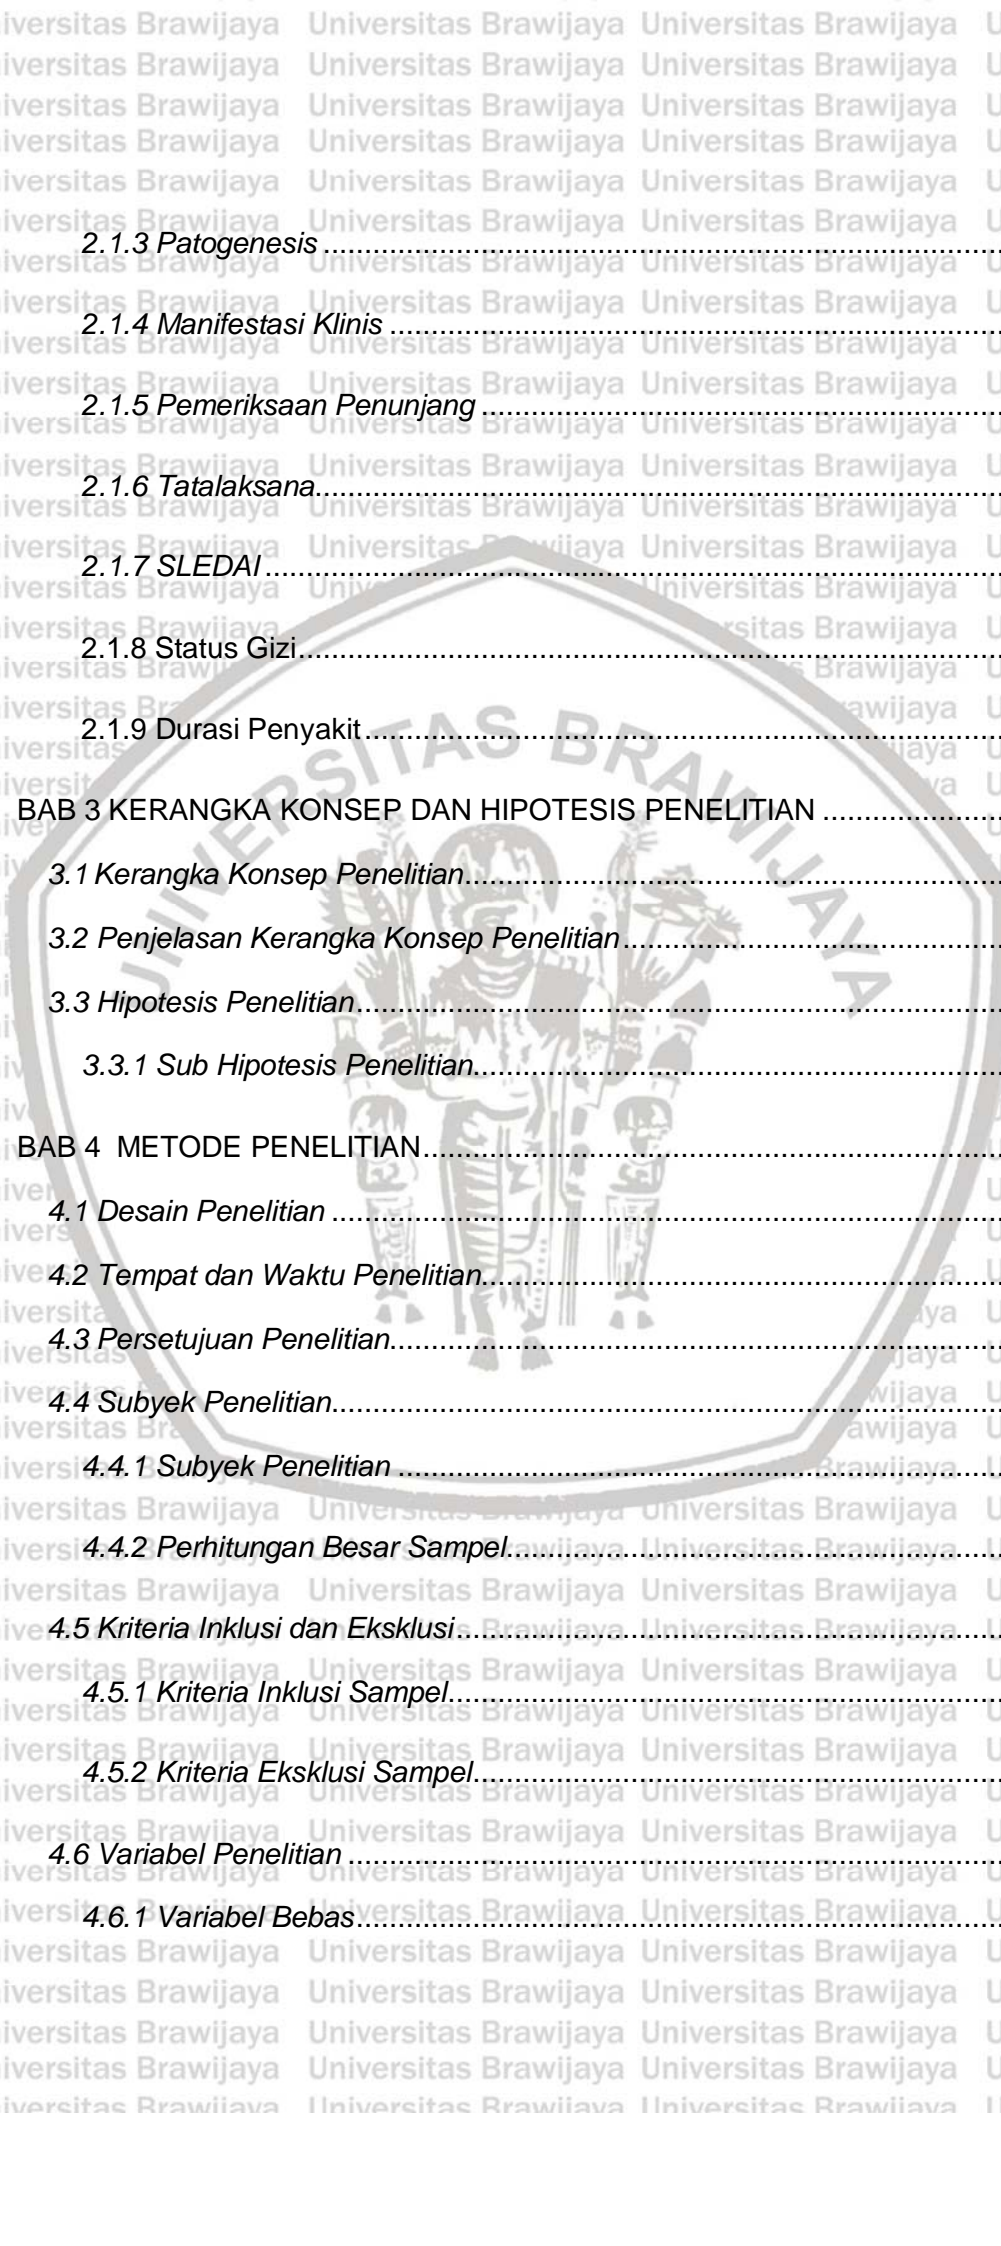 2.1.3 Patogenesis
2.1.4 Manifestasi Klinis
2.1.5 Pemeriksaan Penunjang
2.1.6 Tatalaksana
2.1.7 SLEDAI
2.1.8 Status Gizi
2.1.9 Durasi Penyakit
BAB 3 KERANGKA KONSEP DAN HIPOTESIS PENELITIAN
3.1 Kerangka Konsep Penelitian
3.2 Penjelasan Kerangka Konsep Penelitian
3.3 Hipotesis Penelitian
3.3.1 Sub Hipotesis Penelitian
BAB 4 METODE PENELITIAN
4.1 Desain Penelitian
4.2 Tempat dan Waktu Penelitian
4.3 Persetujuan Penelitian
4.4 Subyek Penelitian
4.4.1 Subyek Penelitian
4.4.2 Perhitungan Besar Sampel
4.5 Kriteria Inklusi dan Eksklusi
4.5.1 Kriteria Inklusi Sampel
4.5.2 Kriteria Eksklusi Sampel
4.6 Variabel Penelitian
4.6.1 Variabel Bebas
UNIVERSITAS BRAWIJAYA